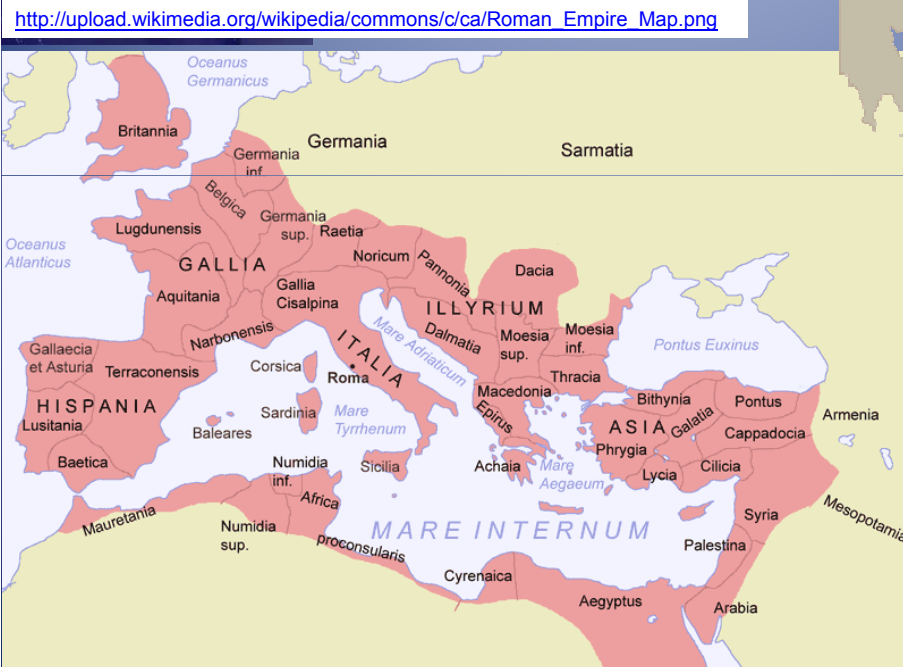 http://upload.wikimedia.org/wikipedia/commons/c/ca/Roman_Empire_Map.png
Oceanus
Germanicus
Britannia
Germania
Sarmatia
Germania
inf.
Belgica
Germania
sup.
Lugdunensis
Raetia
Oceanus
Atlanticus
GALLIA
Noricum
Pannonia
Dacia
Aquitania
Gallia
Cisalpina
ILLYRIUM
Narbonensis
Mare Adriaticum
Dalmatia
Moesia
sup.
Moesia
inf.
Pontus Euxinus
Gallaecia
et Asturia
Terraconensis
Corsica
ITALIA
Roma
Thracia
Macedonia
Epirus
HISPANIA
Lusitania
Baleares
Sardinia
Mare
Tyrrhenum
Bithynia
Pontus
Armenia
ASIA
Galatia
Phrygia
Cappadocia
Baetica
Numidia
inf.
Sicilia
Achaia
Mare
Aegaeum
Lycia
Cilicia
Africa
Mauretania
Numidia
sup.
proconsularis
MARE INTERNUM
Syria
Mesopotamia
Palestina
Cyrenaica
Aegyptus
Arabia